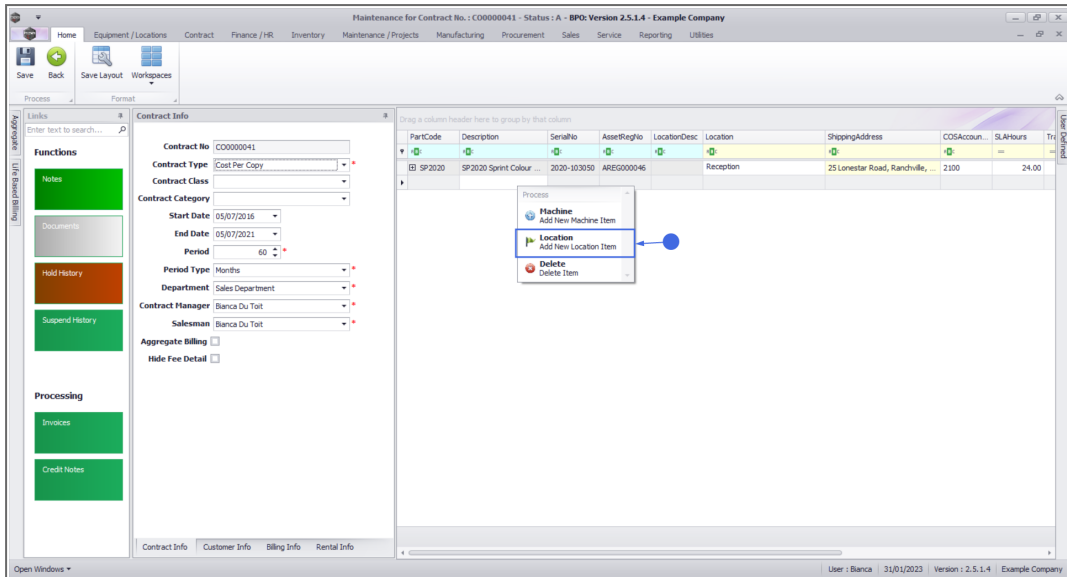 Maintenance for Contract No. : CO0000041 - Status : A - BPO: Version 2.5.1.4 - Example Company
Home Equipment / Locations Contract Finance / HR Inventory Maintenance / Projects Manufacturing Procurement Sales Service Reporting Utilities
Save Back Save Layout Workspaces
Process Format
Aggregate
Life Based Billing
Links
Enter text to search...
Functions
Notes
Documents
Hold History
Suspend History
Processing
Invoices
Credit Notes
Contract Info
Contract No CO0000041
Contract Type Cost Per Copy *
Contract Class
Contract Category
Start Date 05/07/2016
End Date 05/07/2021
Period 60 *
Period Type Months *
Department Sales Department *
Contract Manager Bianca Du Toit *
Salesman Bianca Du Toit *
Aggregate Billing
Hide Fee Detail
Contract Info Customer Info Billing Info Rental Info
Drag a column header here to group by that column
PartCode Description SerialNo AssetRegNo LocationDesc Location ShippingAddress COSAccoun... SLAHours Tra
SP2020 SP2020 Sprint Colour ... 2020-103050 AREG000046 Reception 25 Lonestar Road, Ranchville, ... 2100 24.00
Process
Machine
Add New Machine Item
Location
Add New Location Item
Delete
Delete Item
User Defined
Open Windows
User : Bianca 31/01/2023 Version : 2.5.1.4 Example Company